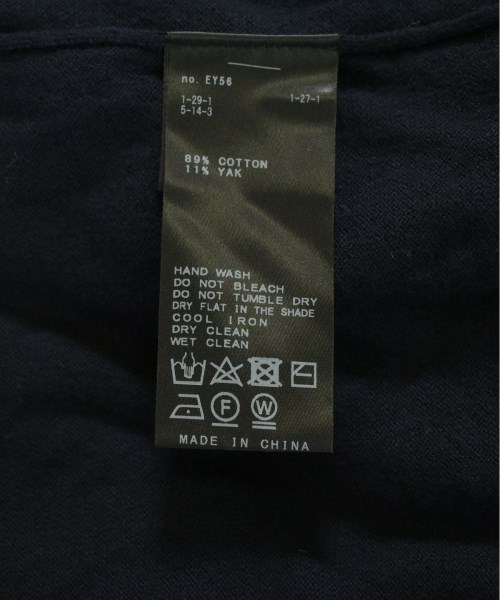 no. EY56
1-29-1 1-27-1
5-14-3
89% COTTON
11% YAK
HAND WASH
DO NOT BLEACH
DO NOT TUMBLE DRY
DRY FLAT IN THE SHADE
COOL IRON
DRY CLEAN
WET CLEAN
F W
MADE IN CHINA